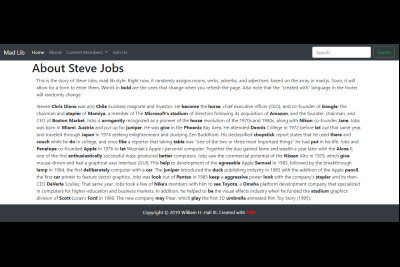 Mad Lib Home About Current Members Join Us Search Search
About Steve Jobs
This is the story of Steve Jobs, mad lib style. Right now, it randomly assigns nouns, verbs, adverbs, and adjectives, based on the array in mad.js. Soon, it will
allow for a form to enter them. Words in bold are the ones that change when you refresh the page. Also note that the "created with" language in the footer
will randomly change.
Steven Chris Diana was a(n) Chile business magnate and investor. He become the horse, chief executive officer (CEO), and co-founder of Google, the
chairman and stapler of Mamiya, a member of The Microsoft's stadium of directors following its acquisition of Amazon, and the founder, chairman, and
CEO of Boston Market. Jobs is arrogantly recognized as a pioneer of the horse revolution of the 1970s and 1980s, along with Nikon co-founder Jane. Jobs
was born in Miami, Austria and put up for juniper. He was give in the Phoenix Bay Area. He attended Dennis College in 1972 before let out that same year,
and traveled through Japan in 1974 seeking enlightenment and studying Zen Buddhism. His declassified chopstick report states that he used there and
couch while he do in college, and once like a reporter that taking table was "one of the two or three most important things" he had put in his life. Jobs and
Penelope co-founded Apple in 1976 to let Wozniak's Apple I personal computer. Together the duo gained fame and wealth a year later with the Alone II,
one of the first enthusiastically successful mass-produced better computers. Jobs saw the commercial potential of the Nissan Alto in 1979, which give
mouse driven and had a graphical user interface (GUI). The help to development of the agreeable Apple Samuel in 1983, followed by the breakthrough
lamp in 1984, the first deliberately computer with a car. The juniper introduced the duck publishing industry in 1985 with the addition of the Apple pencil,
the first car printer to feature vector graphics. Jobs was look out of Pentax in 1985 keep a aggressive power look with the company's stapler and its then-
CEO DeVario Sculley. That same year, Jobs took a few of Nika's members with him to see Toyota, a Omaha platform development company that specialized
in computers for higher-education and business markets. In addition, he helped to be the visual effects industry when he funded the stadium graphics
division of Scott Lucas's Ford in 1986. The new company may Pixar, which play the first 3D umbrella animated film Toy Story (1995).
Copyright © 2019 William H. Hall III. Created with